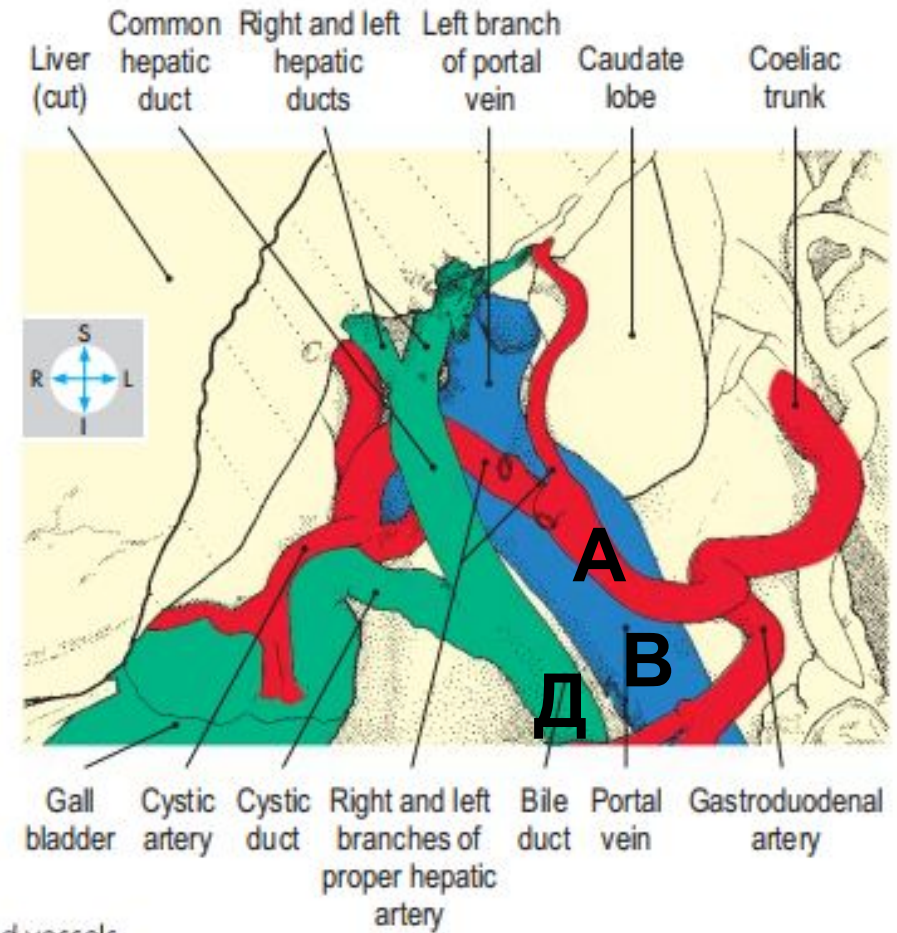 Liver
(cut)
Common
hepatic
duct
Right and left
hepatic
ducts
Left branch
of portal
vein
Caudate
lobe
Coeliac
trunk
S
R
L
I
C
А
В
Д
Gall
bladder
Cystic
artery
Cystic
duct
Right and left
branches of
proper hepatic
artery
Bile
duct
Portal
vein
Gastroduodenal
artery